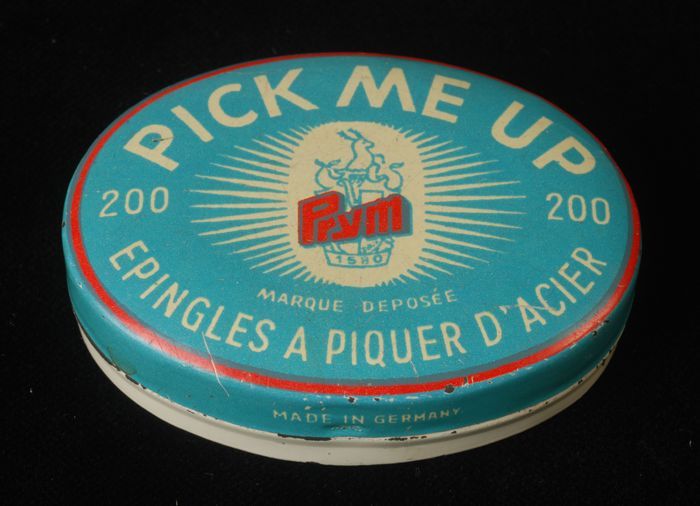 PICK ME UP
200
200
Prym
1530
MARQUE DEPOSÉE
EPINGLES A PIQUER D'ACIER
MADE IN GERMANY